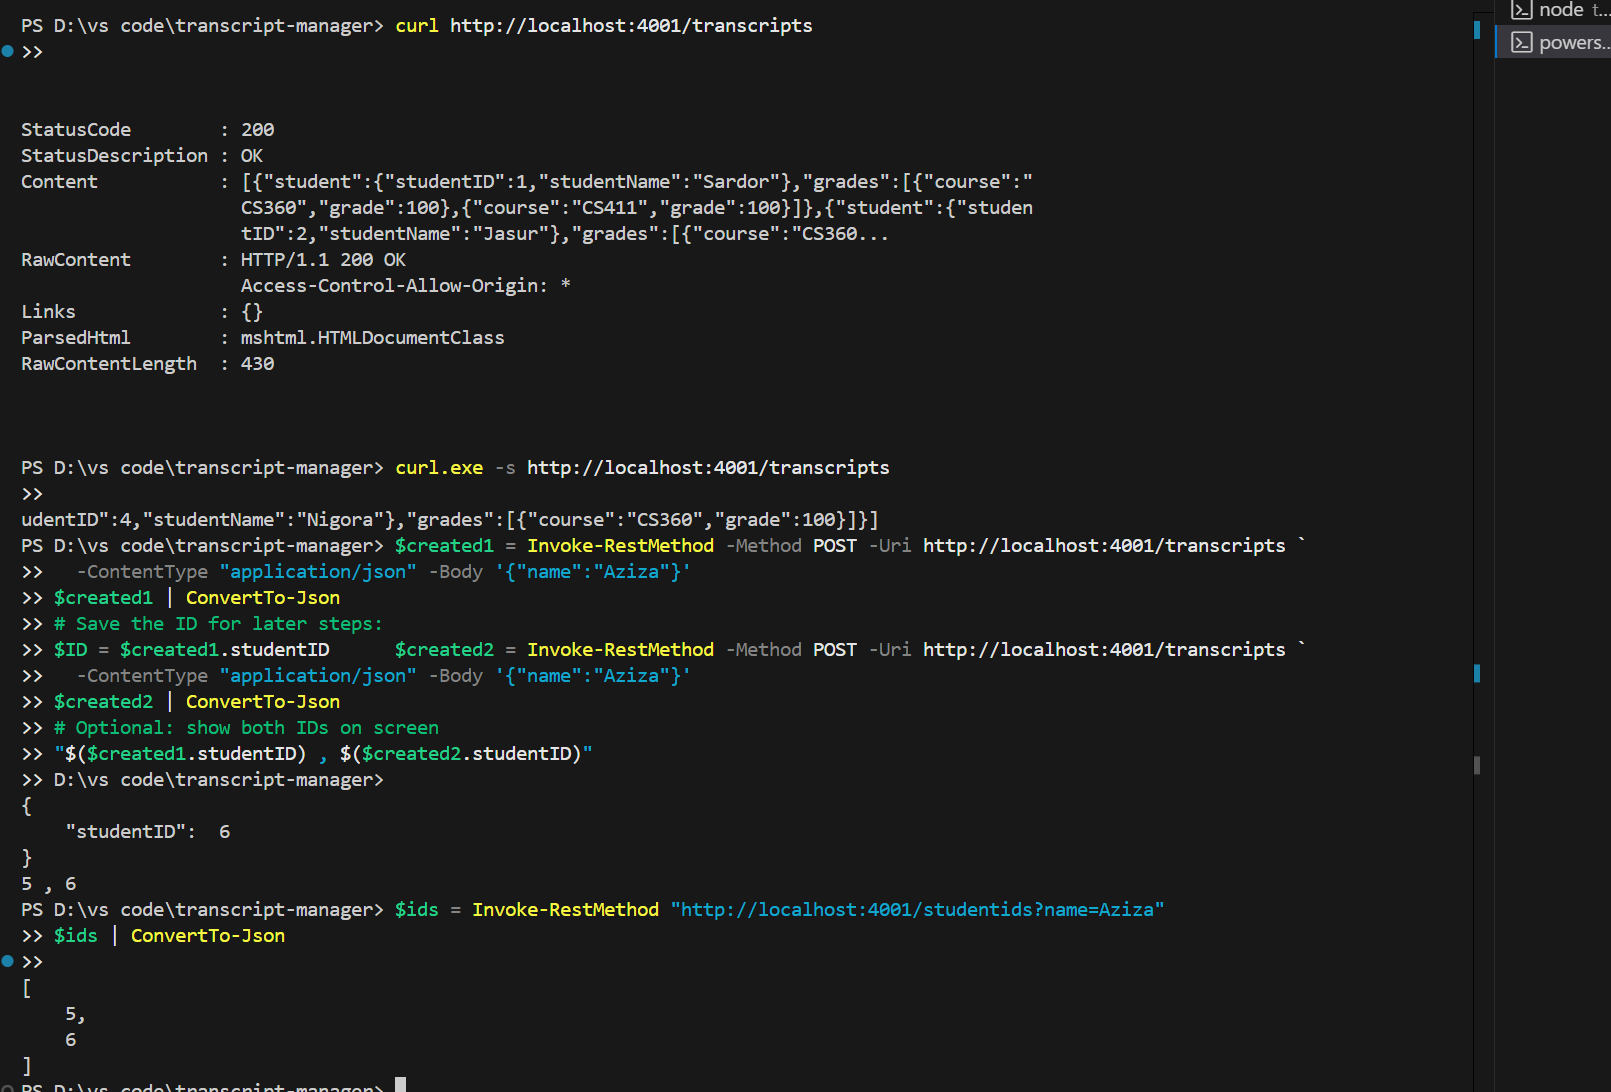 PS D:\vs code\transcript-manager> curl http://localhost:4001/transcripts
>>
StatusCode        : 200
StatusDescription : OK
Content           : [{"student":{"studentID":1,"studentName":"Sardor"},"grades":[{"course":"
                    CS360","grade":100},{"course":"CS411","grade":100}]},{"student":{"studen
                    tID":2,"studentName":"Jasur"},"grades":[{"course":"CS360...
RawContent        : HTTP/1.1 200 OK
                    Access-Control-Allow-Origin: *
Links             : {}
ParsedHtml        : mshtml.HTMLDocumentClass
RawContentLength  : 430
PS D:\vs code\transcript-manager> curl.exe -s http://localhost:4001/transcripts
>>
udentID":4,"studentName":"Nigora"},"grades":[{"course":"CS360","grade":100}]}]
PS D:\vs code\transcript-manager> $created1 = Invoke-RestMethod -Method POST -Uri http://localhost:4001/transcripts `
>>   -ContentType "application/json" -Body '{"name":"Aziza"}'
>> $created1 | ConvertTo-Json
>> # Save the ID for later steps:
>> $ID = $created1.studentID      $created2 = Invoke-RestMethod -Method POST -Uri http://localhost:4001/transcripts `
>>   -ContentType "application/json" -Body '{"name":"Aziza"}'
>> $created2 | ConvertTo-Json
>> # Optional: show both IDs on screen
>> "$($created1.studentID) , $($created2.studentID)"
>> D:\vs code\transcript-manager>
{
    "studentID":  6
}
5 , 6
PS D:\vs code\transcript-manager> $ids = Invoke-RestMethod "http://localhost:4001/studentids?name=Aziza"
>> $ids | ConvertTo-Json
>>
[
    5,
    6
]
PS D:\vs code\transcript-manager>
node t...
powers...